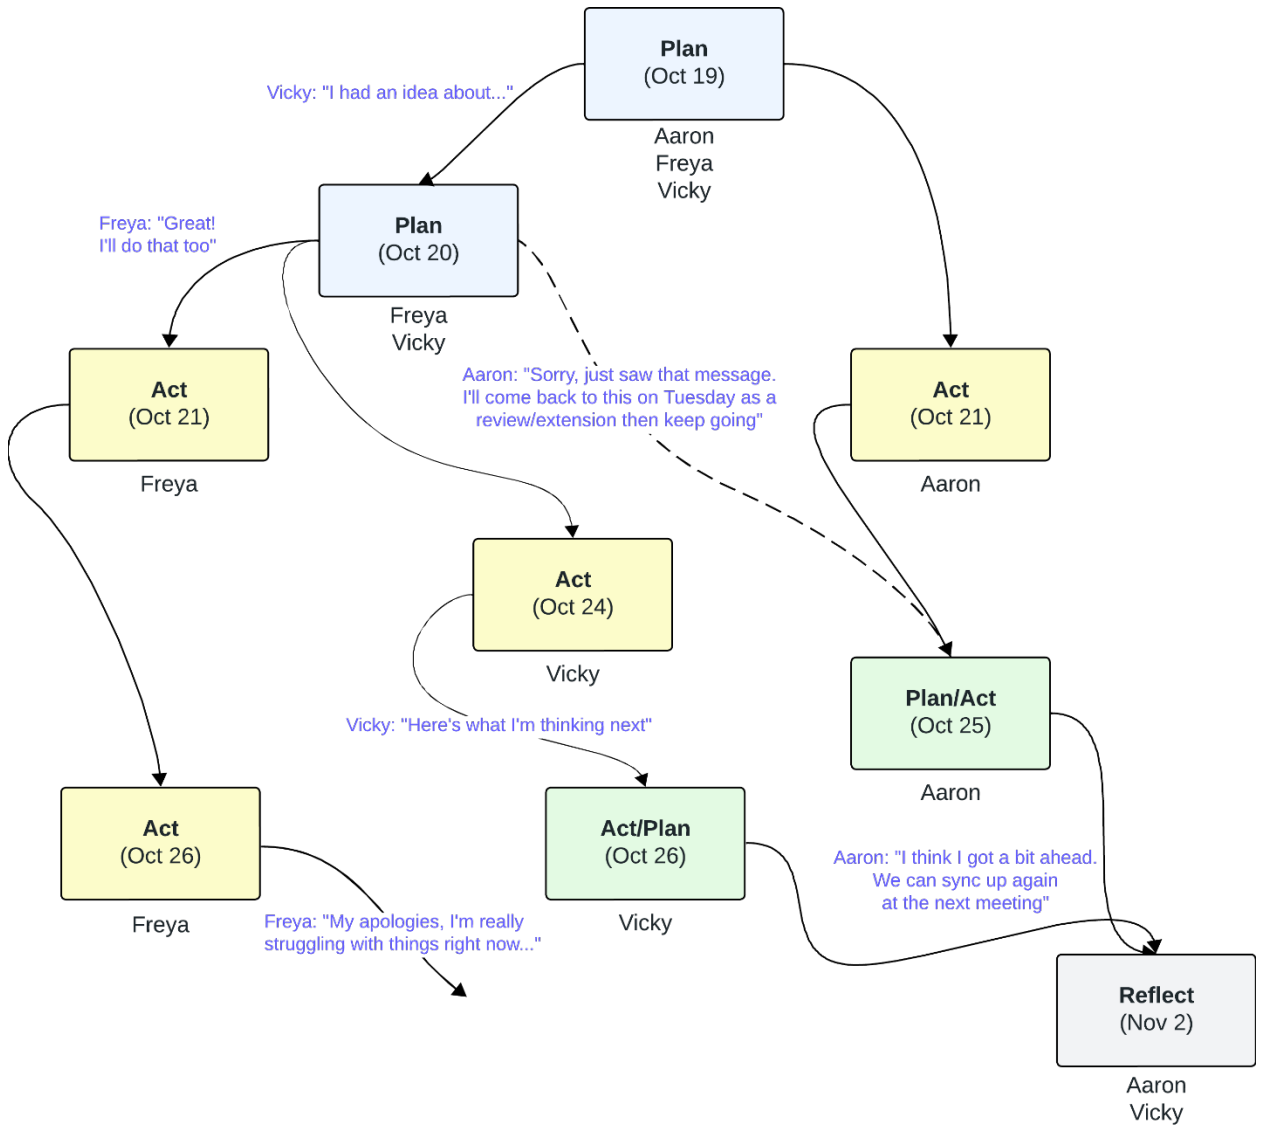 Plan
(Oct 19)
Aaron
Freya
Vicky
Vicky: "I had an idea about..."
Plan
(Oct 20)
Freya
Vicky
Freya: "Great!
I'll do that too"
Act
(Oct 21)
Freya
Aaron: "Sorry, just saw that message.
I'll come back to this on Tuesday as a
review/extension then keep going"
Act
(Oct 21)
Aaron
Act
(Oct 24)
Vicky
Vicky: "Here's what I'm thinking next"
Plan/Act
(Oct 25)
Aaron
Act
(Oct 26)
Freya
Freya: "My apologies, I'm really
struggling with things right now..."
Act/Plan
(Oct 26)
Vicky
Aaron: "I think I got a bit ahead.
We can sync up again
at the next meeting"
Reflect
(Nov 2)
Aaron
Vicky